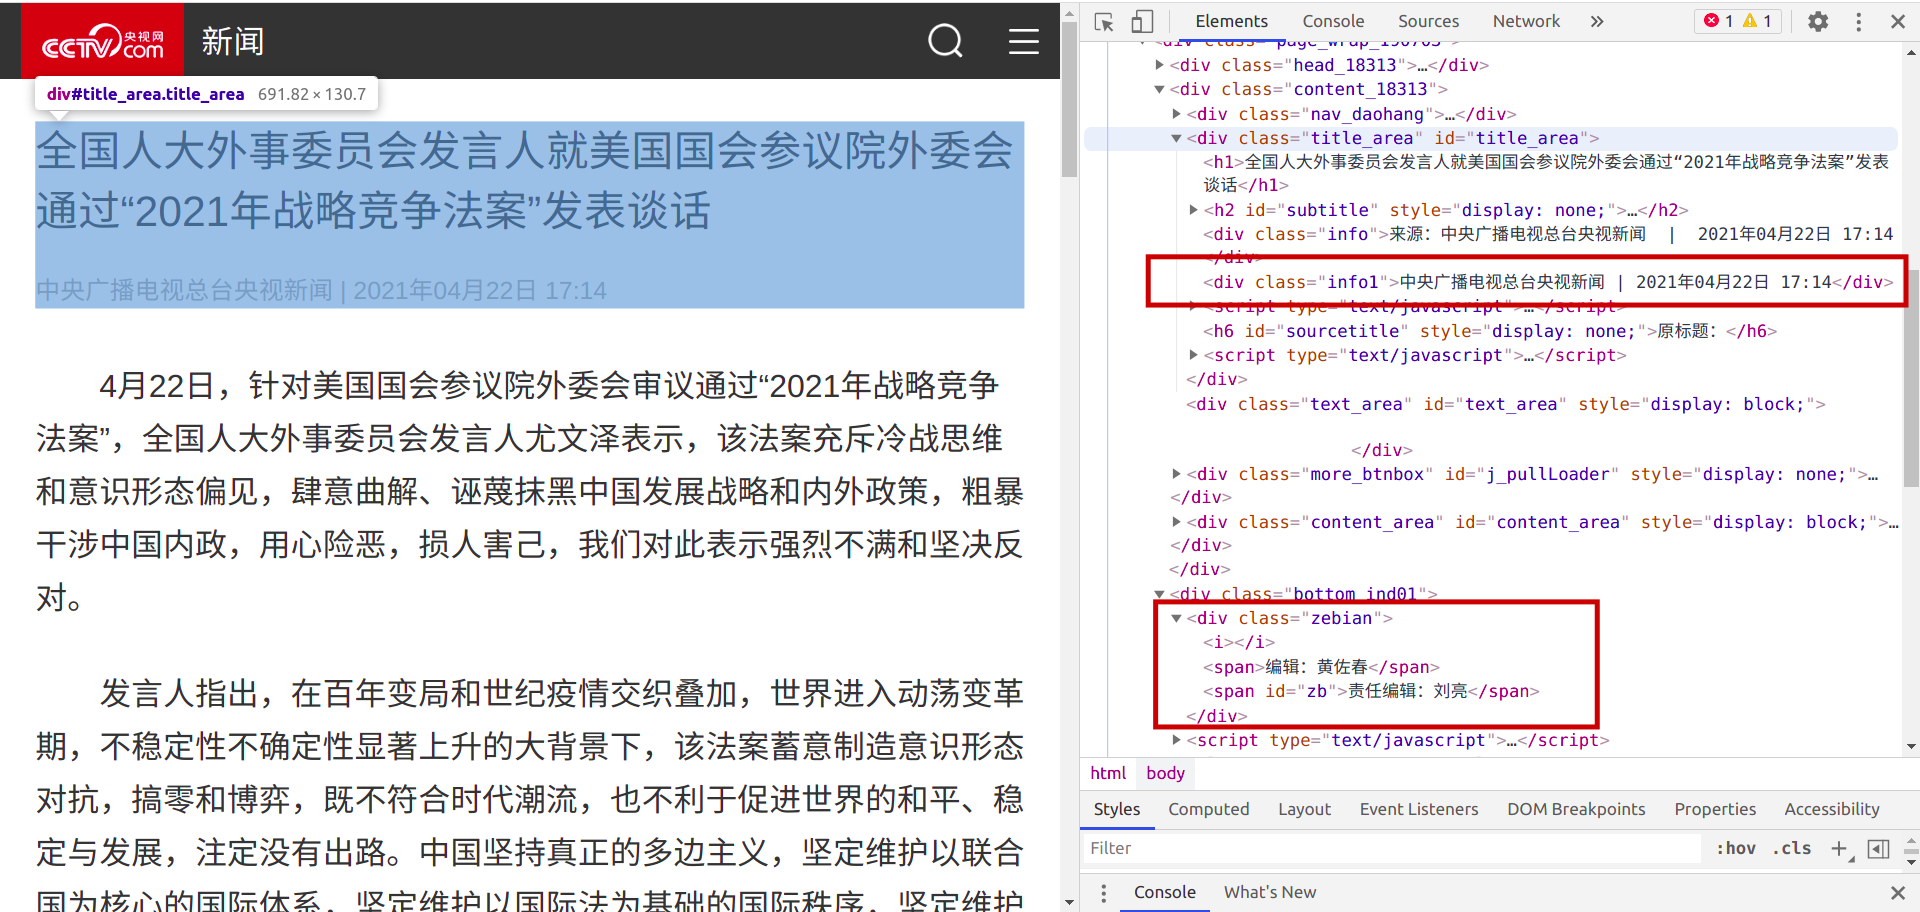 CCTV 央视网
com
新闻
div#title_area.title_area 691.82 × 130.7
全国人大外事委员会发言人就美国国会参议院外委会
通过“2021年战略竞争法案”发表谈话
中央广播电视总台央视新闻 | 2021年04月22日 17:14
4月22日，针对美国国会参议院外委会审议通过“2021年战略竞争
法案”，全国人大外事委员会发言人尤文泽表示，该法案充斥冷战思维
和意识形态偏见，肆意曲解、诬蔑抹黑中国发展战略和内外政策，粗暴
干涉中国内政，用心险恶，损人害己，我们对此表示强烈不满和坚决反
对。
发言人指出，在百年变局和世纪疫情交织叠加，世界进入动荡变革
期，不稳定性不确定性显著上升的大背景下，该法案蓄意制造意识形态
对抗，搞零和博弈，既不符合时代潮流，也不利于促进世界的和平、稳
定与发展，注定没有出路。中国坚持真正的多边主义，坚定维护以联合
国为核心的国际体系，坚定维护以国际法为基础的国际秩序，坚定维护
Elements Console Sources Network » 1 1
<div class="page_wrap_190703">
<div class="head_18313">…</div>
<div class="content_18313">
<div class="nav_daohang">…</div>
<div class="title_area" id="title_area">
<h1>全国人大外事委员会发言人就美国国会参议院外委会通过“2021年战略竞争法案”发表
谈话</h1>
<h2 id="subtitle" style="display: none;">…</h2>
<div class="info">来源：中央广播电视总台央视新闻 | 2021年04月22日 17:14
</div>
<div class="info1">中央广播电视总台央视新闻 | 2021年04月22日 17:14</div>
<script type="text/javascript">…</script>
<h6 id="sourcetitle" style="display: none;">原标题：</h6>
<script type="text/javascript">…</script>
</div>
<div class="text_area" id="text_area" style="display: block;">
</div>
<div class="more_btnbox" id="j_pullLoader" style="display: none;">…
</div>
<div class="content_area" id="content_area" style="display: block;">…
</div>
</div>
<div class="bottom_ind01">
<div class="zebian">
<i></i>
<span>编辑：黄佐春</span>
<span id="zb">责任编辑：刘亮</span>
</div>
<script type="text/javascript">…</script>
html body
Styles Computed Layout Event Listeners DOM Breakpoints Properties Accessibility
Filter :hov .cls +
Console What's New